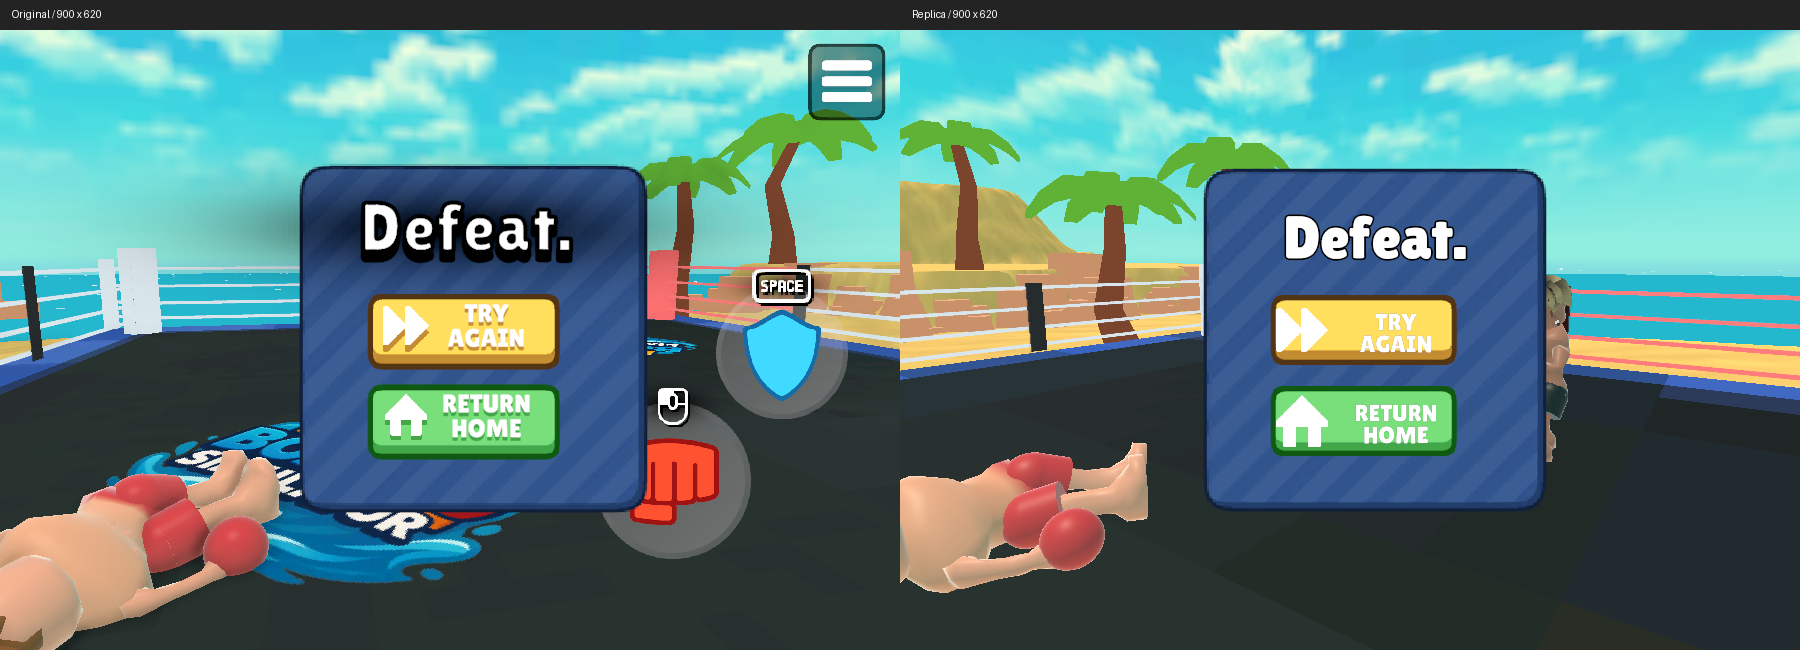 Original / 900 x 620
Replica / 900 x 620
Defeat.
TRY
AGAIN
RETURN
HOME
SPACE
Defeat.
TRY
AGAIN
RETURN
HOME